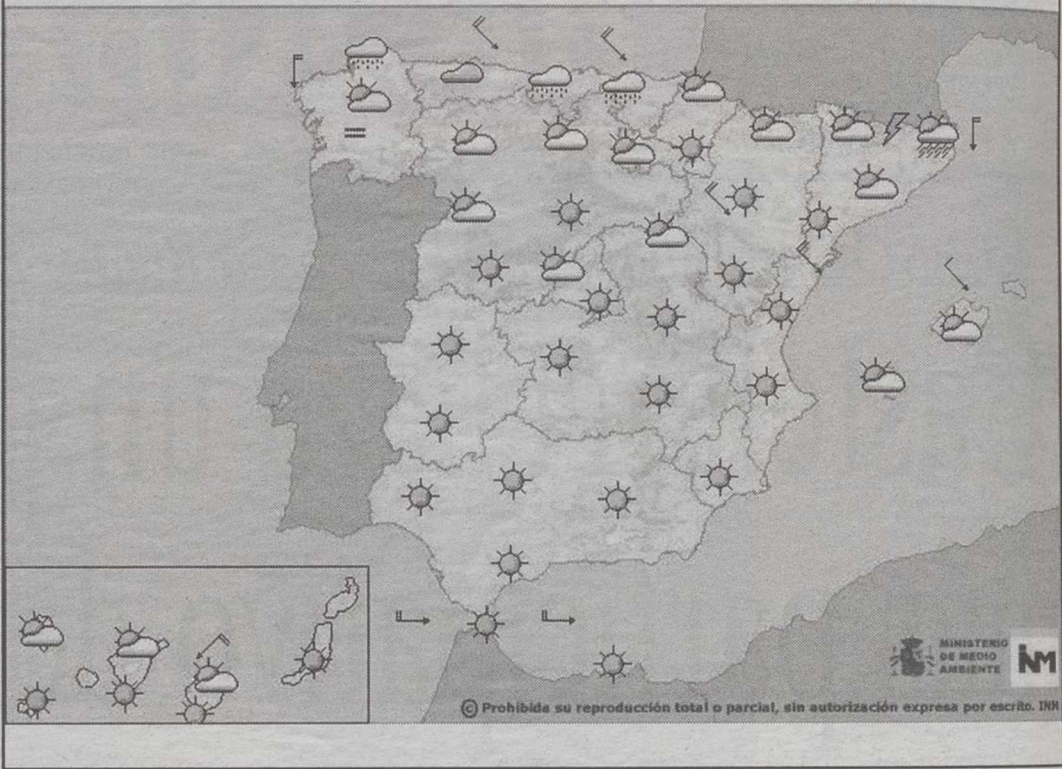 MINISTERIO
DE MEDIO
AMBIENTE
INM
© Prohibida su reproducción total o parcial, sin autorización expresa por escrito. INM